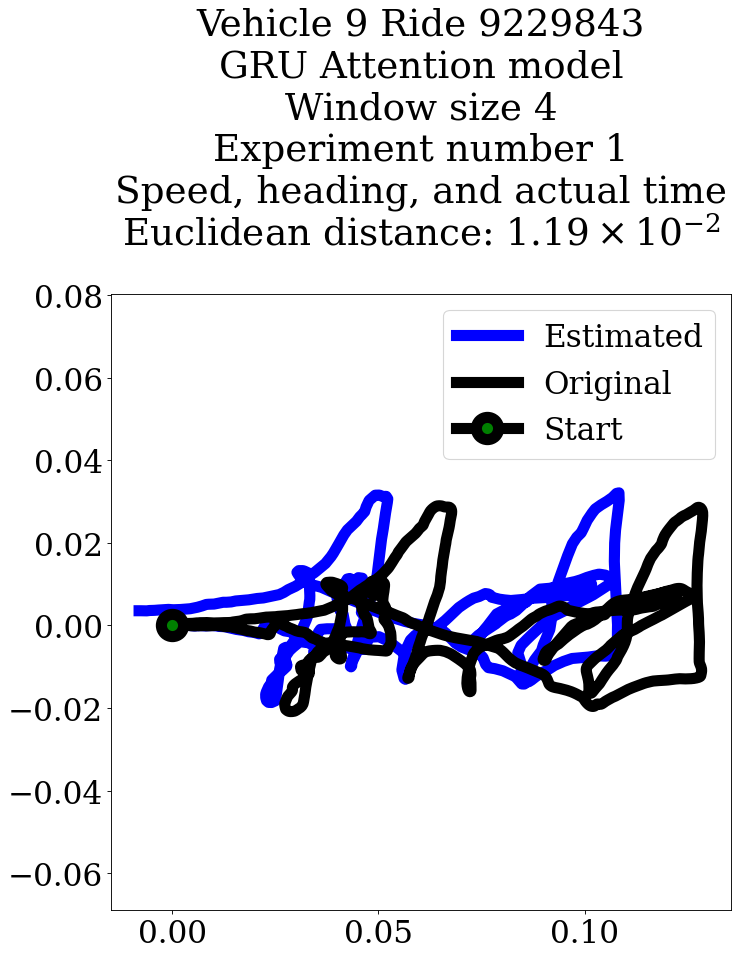 Vehicle 9 Ride 9229843
GRU Attention model
Window size 4
Experiment number 1
Speed, heading, and actual time
Euclidean distance: 1.19 × 10⁻²
0.08
Estimated
0.06
Original
Start
0.04
0.02
0.00
−0.02
−0.04
−0.06
0.00 0.05 0.10